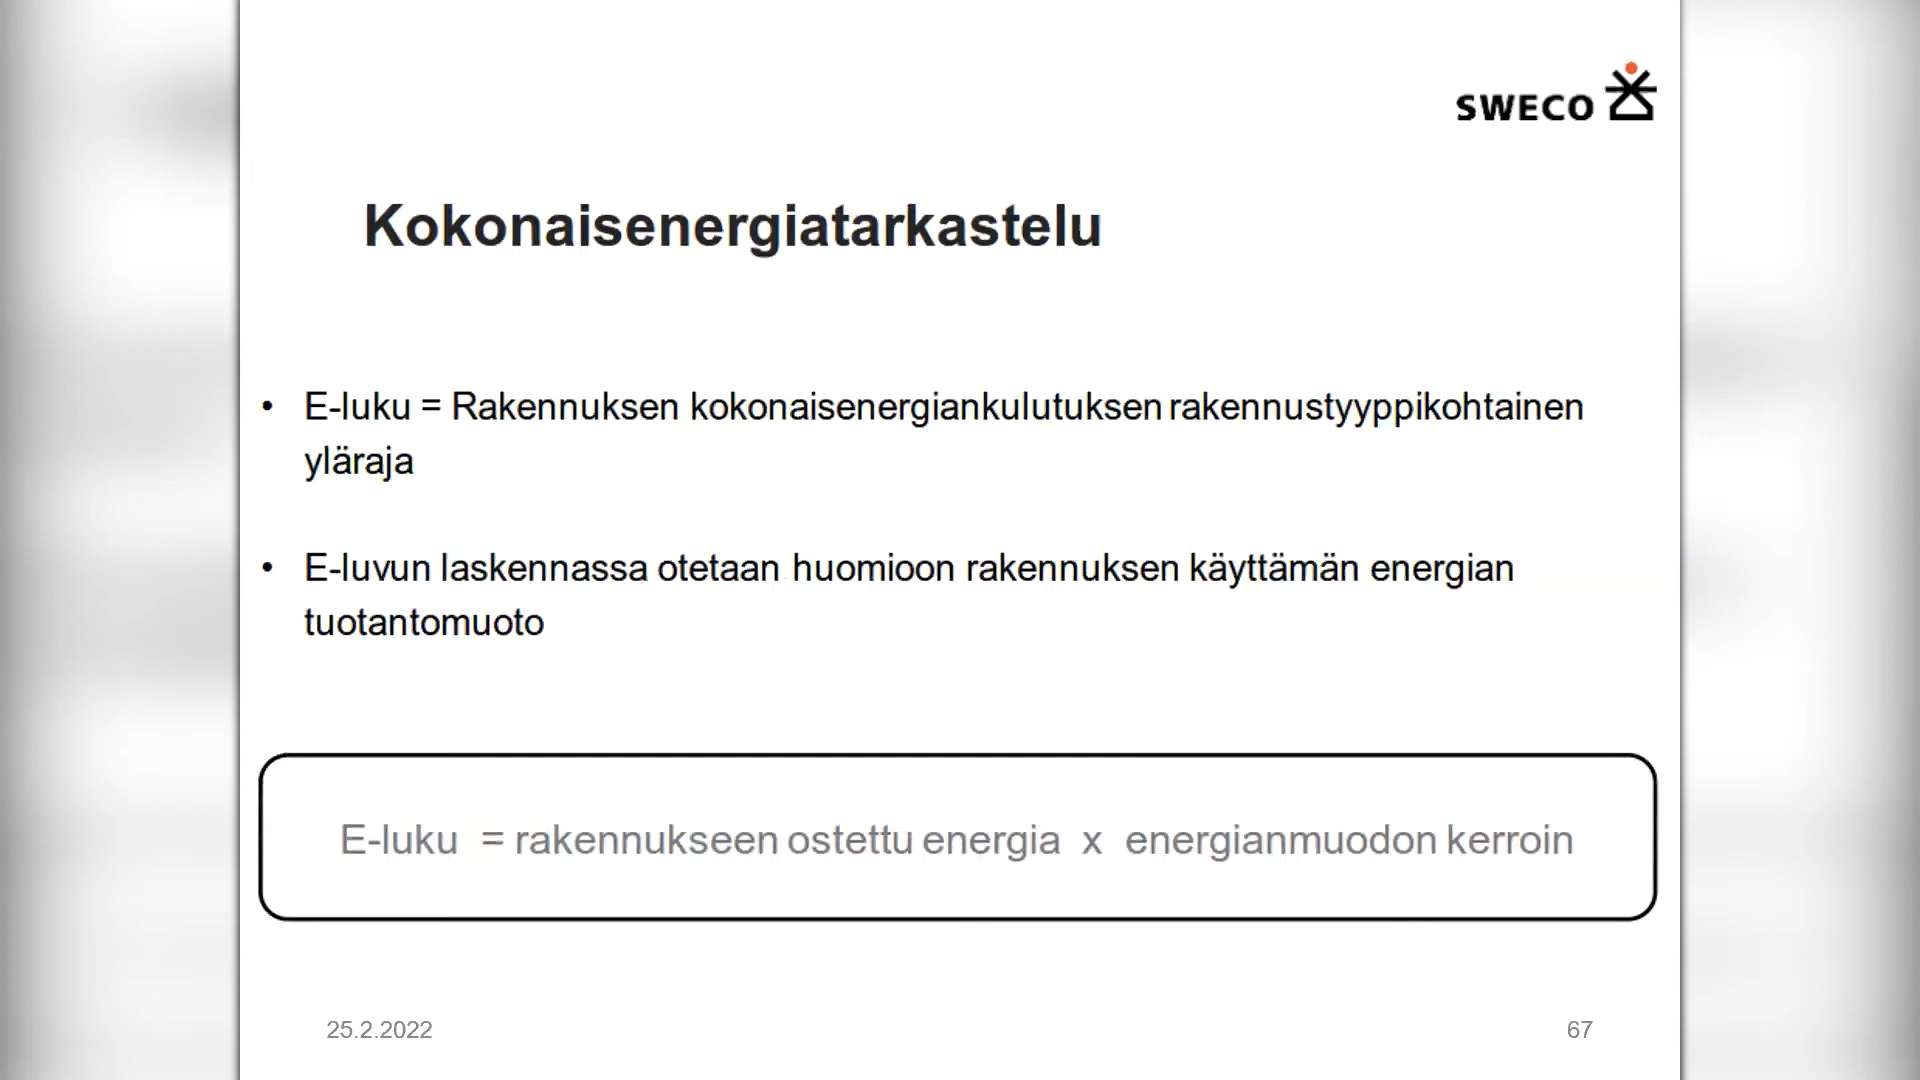 SWECO
Kokonaisenergiatarkastelu
• E-luku = Rakennuksen kokonaisenergiankulutuksen rakennustyyppikohtainen
yläraja
• E-luvun laskennassa otetaan huomioon rakennuksen käyttämän energian
tuotantomuoto
E-luku = rakennukseen ostettu energia x energianmuodon kerroin
25.2.2022
67